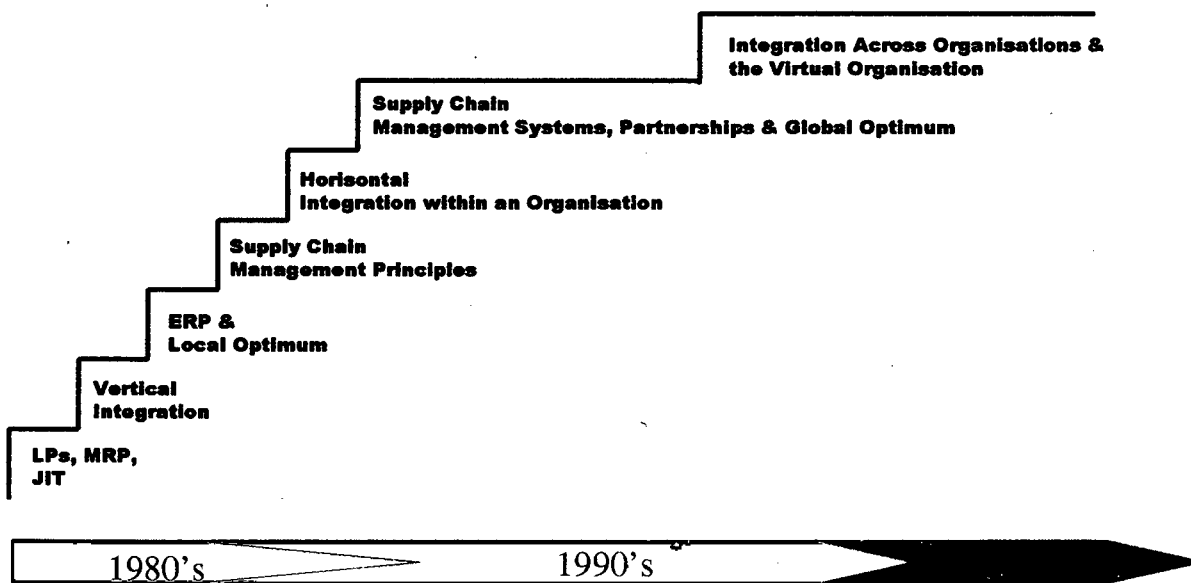 Integration Across Organisations &
the Virtual Organisation
Supply Chain
Management Systems, Partnerships & Global Optimum
Horisontal
Integration within an Organisation
Supply Chain
Management Principles
ERP &
Local Optimum
Vertical
Integration
LPs, MRP,
JIT
1980's
1990's